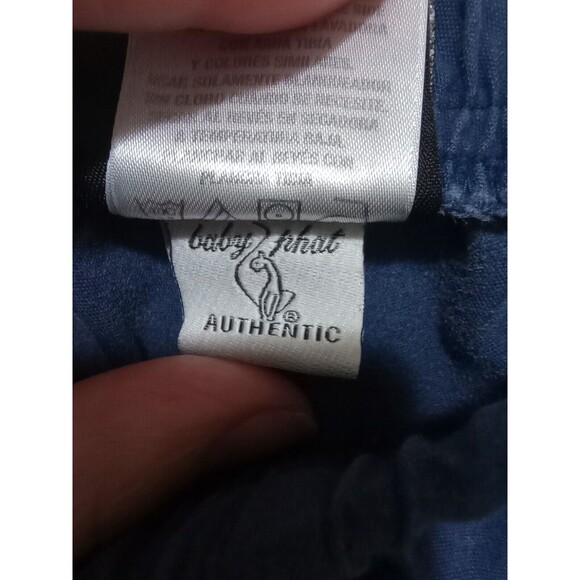 CON AGUA TIBIA
Y COLORES SIMILARES.
USAR SOLAMENTE BLANQUEADOR
SIN CLORO CUANDO SE NECESITE.
AL REVÉS EN SECADORA
A TEMPERATURA BAJA.
PLANCHAR AL REVÉS CON
PLANCHA TIBIA
baby phat
®
AUTHENTIC